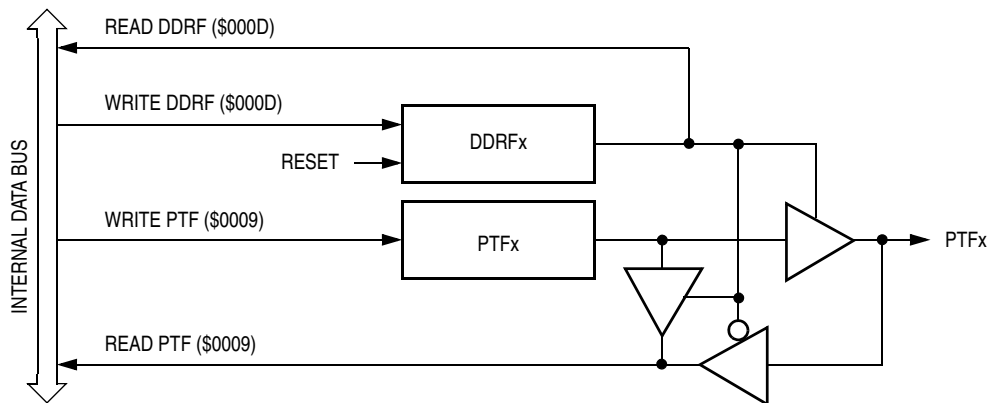 READ DDRF ($000D)
WRITE DDRF ($000D)
DDRFx
RESET
WRITE PTF ($0009)
PTFx
PTFx
INTERNAL DATA BUS
READ PTF ($0009)